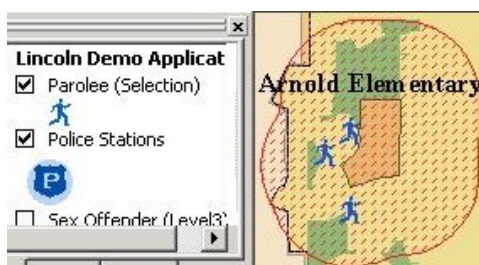 Lincoln Demo Applicat
Parolee (Selection)
Police Stations
P
Sex Offender (Level3)
Arnold Elementary